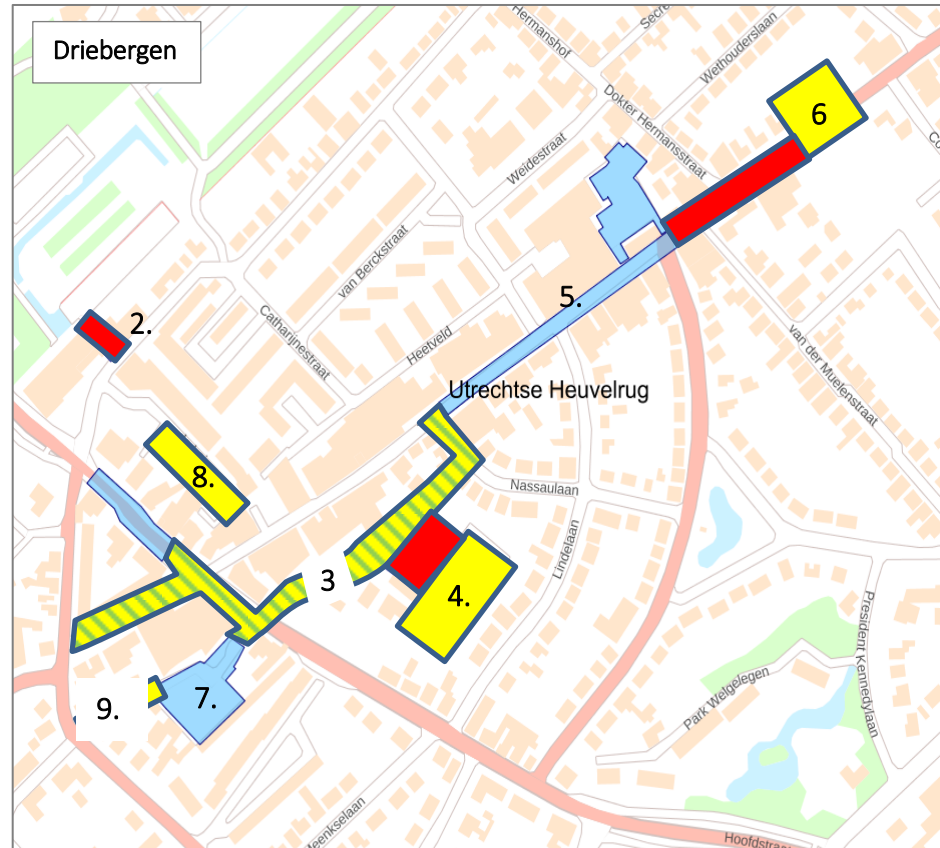 Driebergen
Hermanshof
Wethouderslaan
Dokter Hermansstraat
6
Weidestraat
van Berckstraat
5.
2.
Catharijnestraat
Heetveld
van der Muelenstraat
Utrechtse Heuvelrug
8.
Nassaulaan
Lindelaan
3
4.
President Kennedylaan
Park Welgelegen
7.
9.
Hoofdstraat